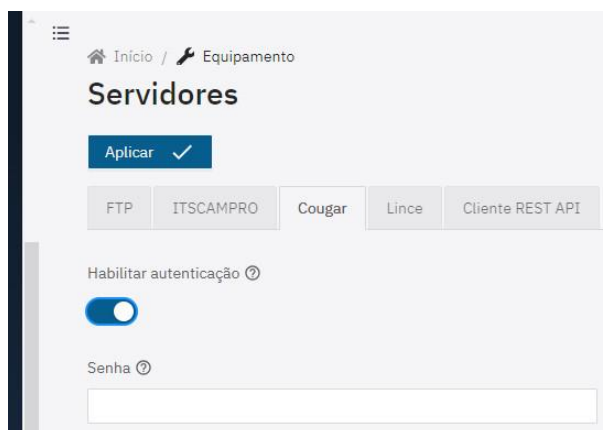 Início / Equipamento
Servidores
Aplicar
FTP ITSCAMPRO Cougar Lince Cliente REST API
Habilitar autenticação
Senha